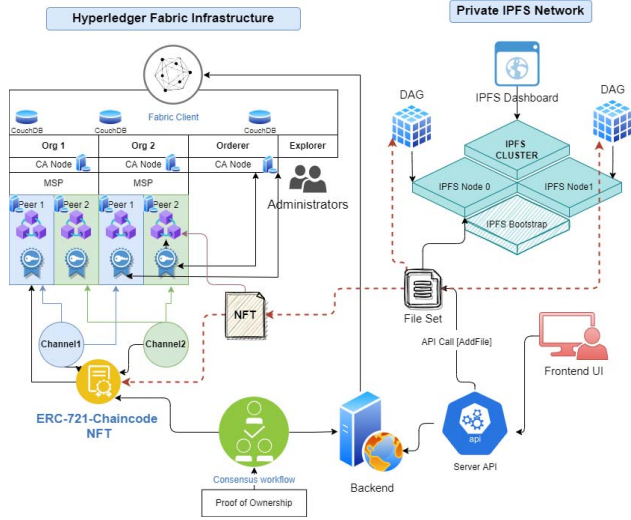 Hyperledger Fabric Infrastructure
Private IPFS Network
Fabric Client
CouchDB
CouchDB
CouchDB
Org 1
Org 2
Orderer
Explorer
CA Node
CA Node
CA Node
MSP
MSP
Peer 1
Peer 2
Peer 1
Peer 2
Administrators
DAG
IPFS Dashboard
DAG
IPFS
CLUSTER
IPFS Node 0
IPFS Node1
IPFS Bootstrap
NFT
File Set
Channel1
Channel2
API Call [AddFile]
Frontend UI
ERC-721-Chaincode
NFT
api
Server API
Consensus workflow
Backend
Proof of Ownership